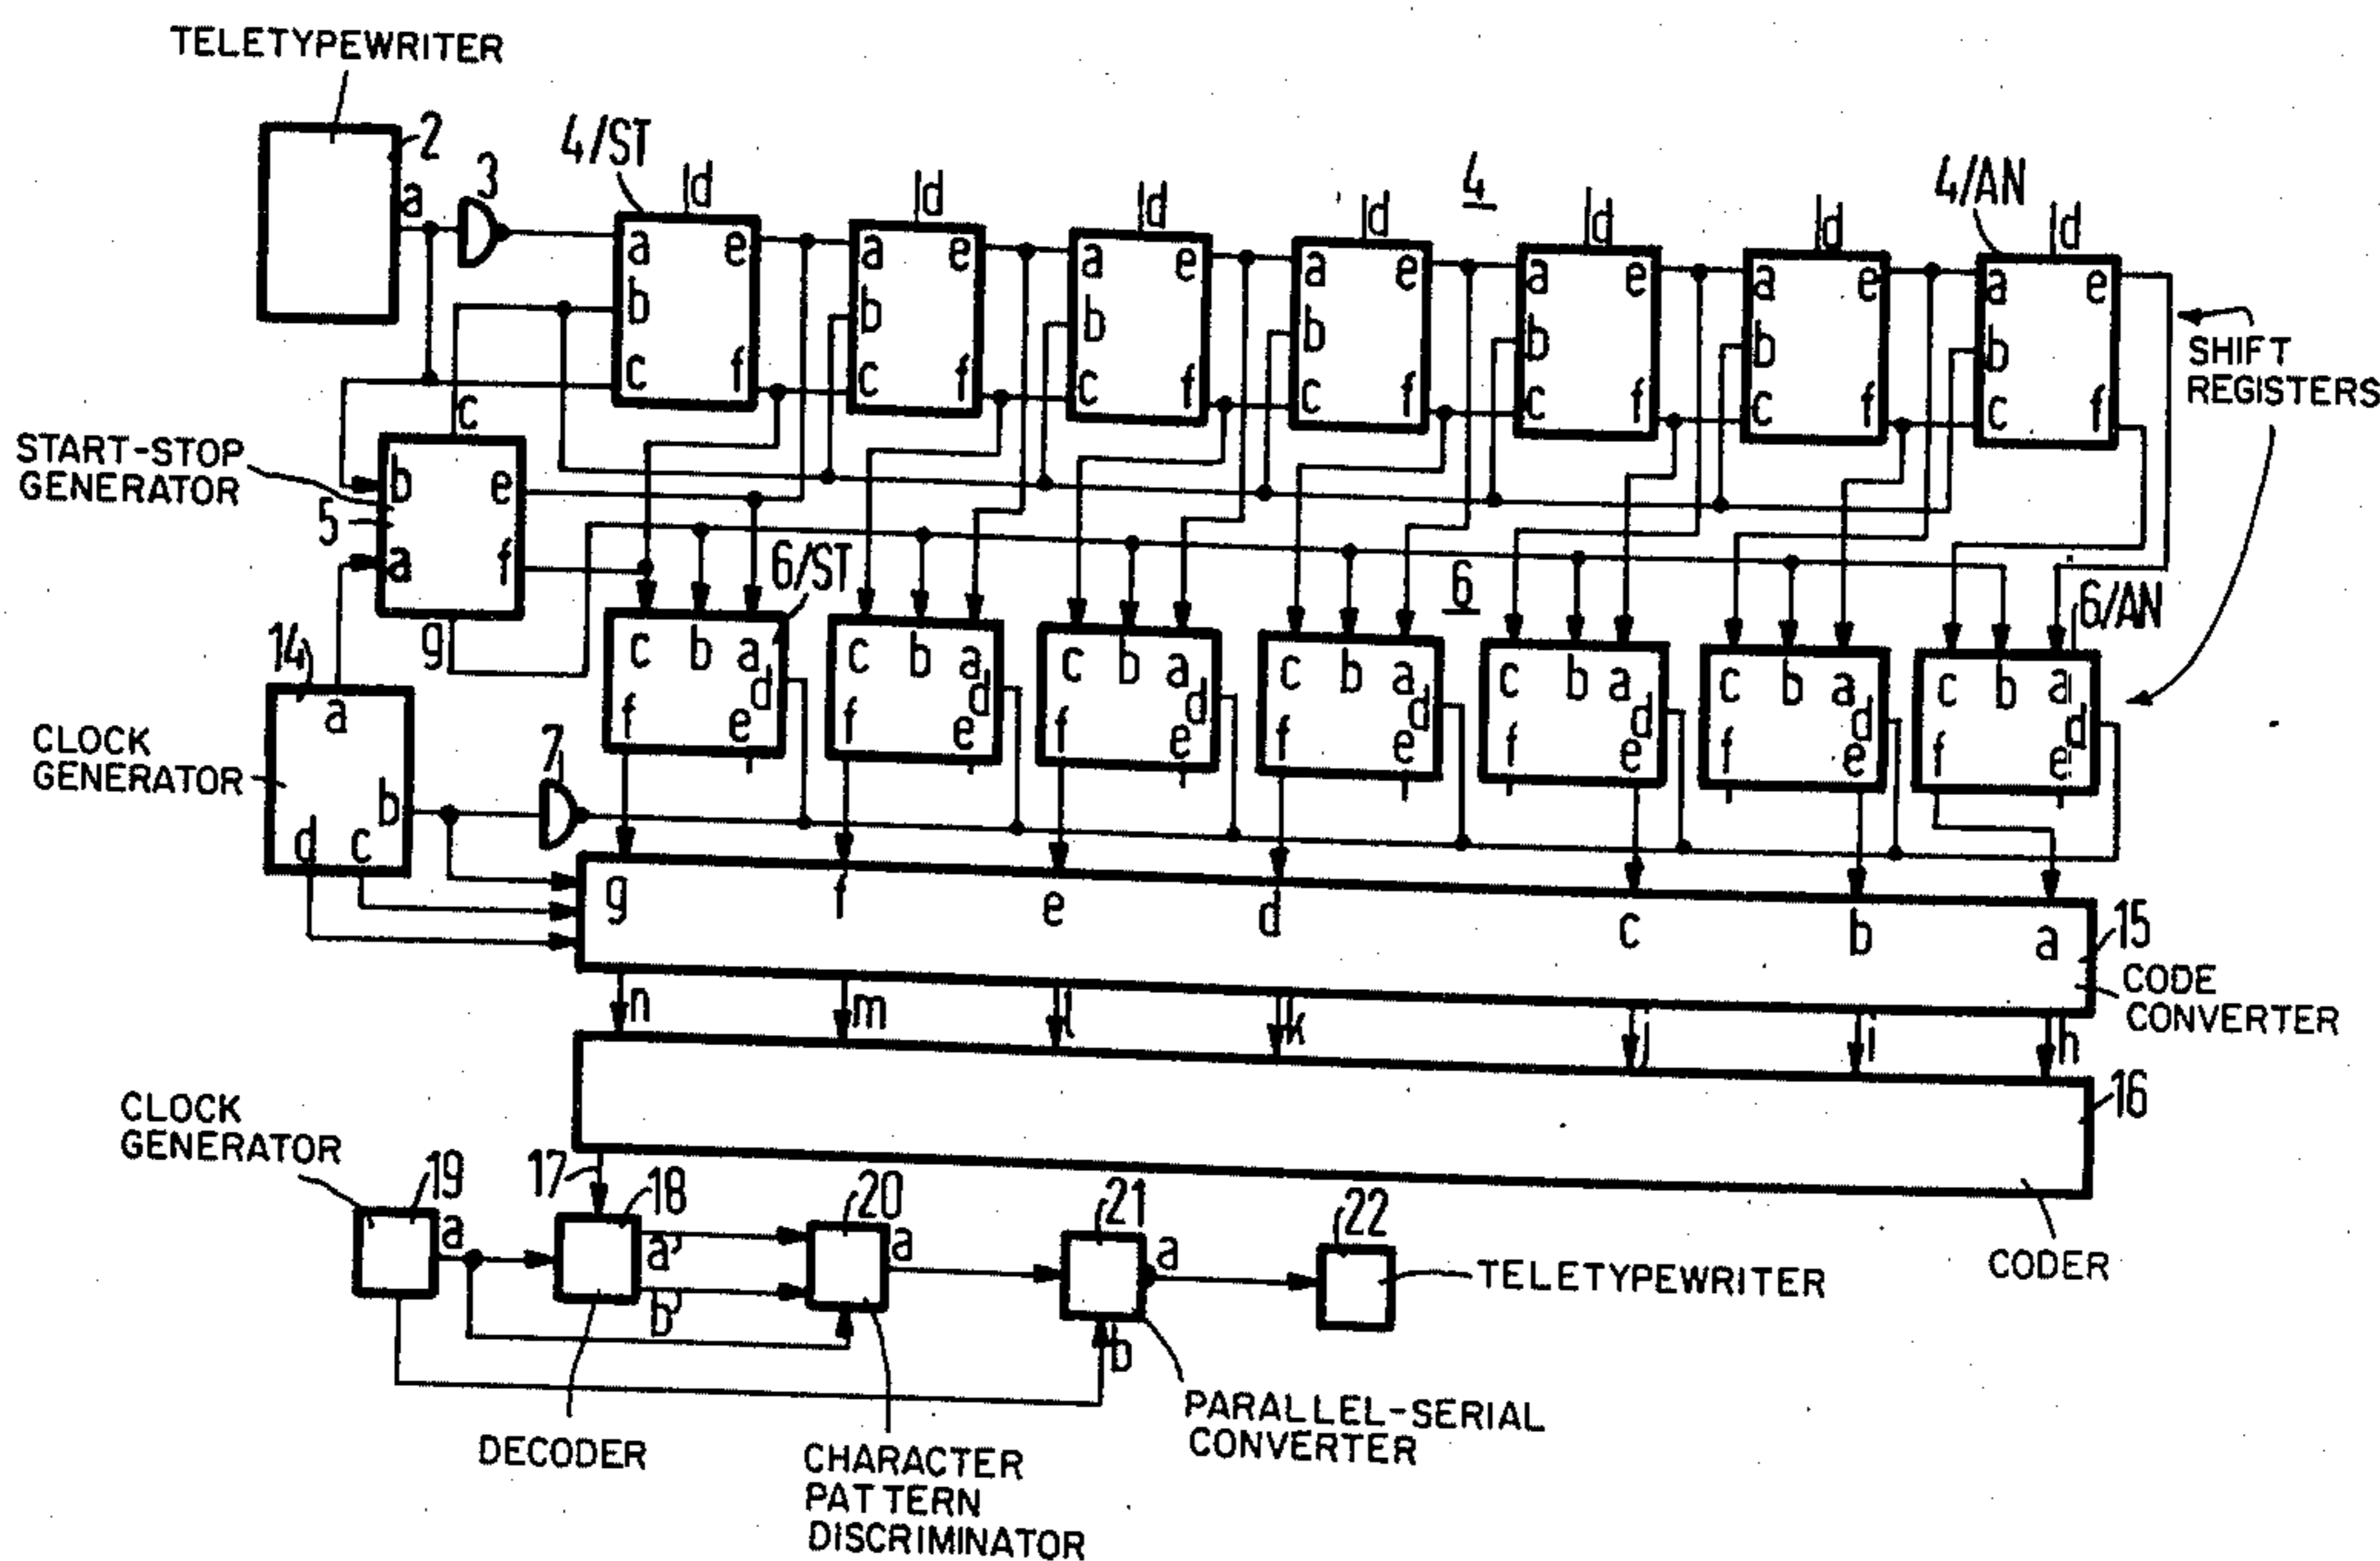 TELETYPEWRITER
2
a
3
4/ST
d
d
d
d
4
d
d
4/AN
d
a e
b
c f
a e
b
c f
a e
b
c f
a e
b
c f
a e
b
c f
a e
b
c f
a e
b
c f
SHIFT
REGISTERS
START-STOP
GENERATOR
5
c
b e
a f
g
6/ST
6
6/AN
c b a
d
f e
c b a
d
f e
c b a
d
f e
c b a
d
f e
c b a
d
f e
c b a
d
f e
c b a
d
f e
14
a
b
d c
CLOCK
GENERATOR
7
g f e d c b a
15
CODE
CONVERTER
n m l k j i h
16
CODER
CLOCK
GENERATOR
19
a
17
18
a'
b'
20
a
21
a
b
22
TELETYPEWRITER
DECODER
CHARACTER
PATTERN
DISCRIMINATOR
PARALLEL-SERIAL
CONVERTER